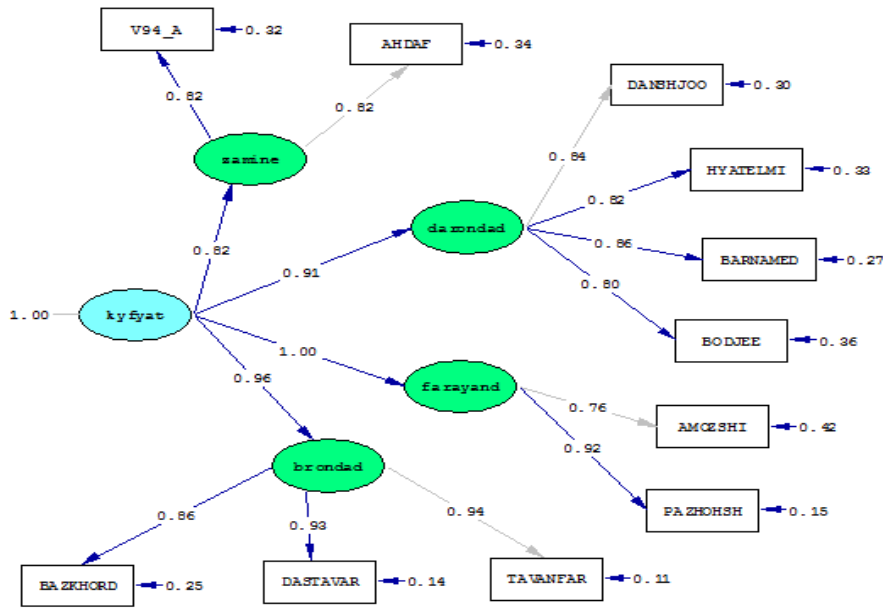 V94_A
0.32
AHDAF
0.34
0.82
0.82
DANSHJOO
0.30
zamine
0.84
HYATELMI
0.33
0.82
darondad
0.86
BARNAMED
0.27
0.82
0.91
0.80
1.00
kyfyat
BODJEE
0.36
1.00
0.96
farayand
0.76
AMOZSHI
0.42
0.92
brondad
0.86
0.93
0.94
PAZHOHSH
0.15
BAZKHORD
0.25
DASTAVAR
0.14
TAVANFAR
0.11